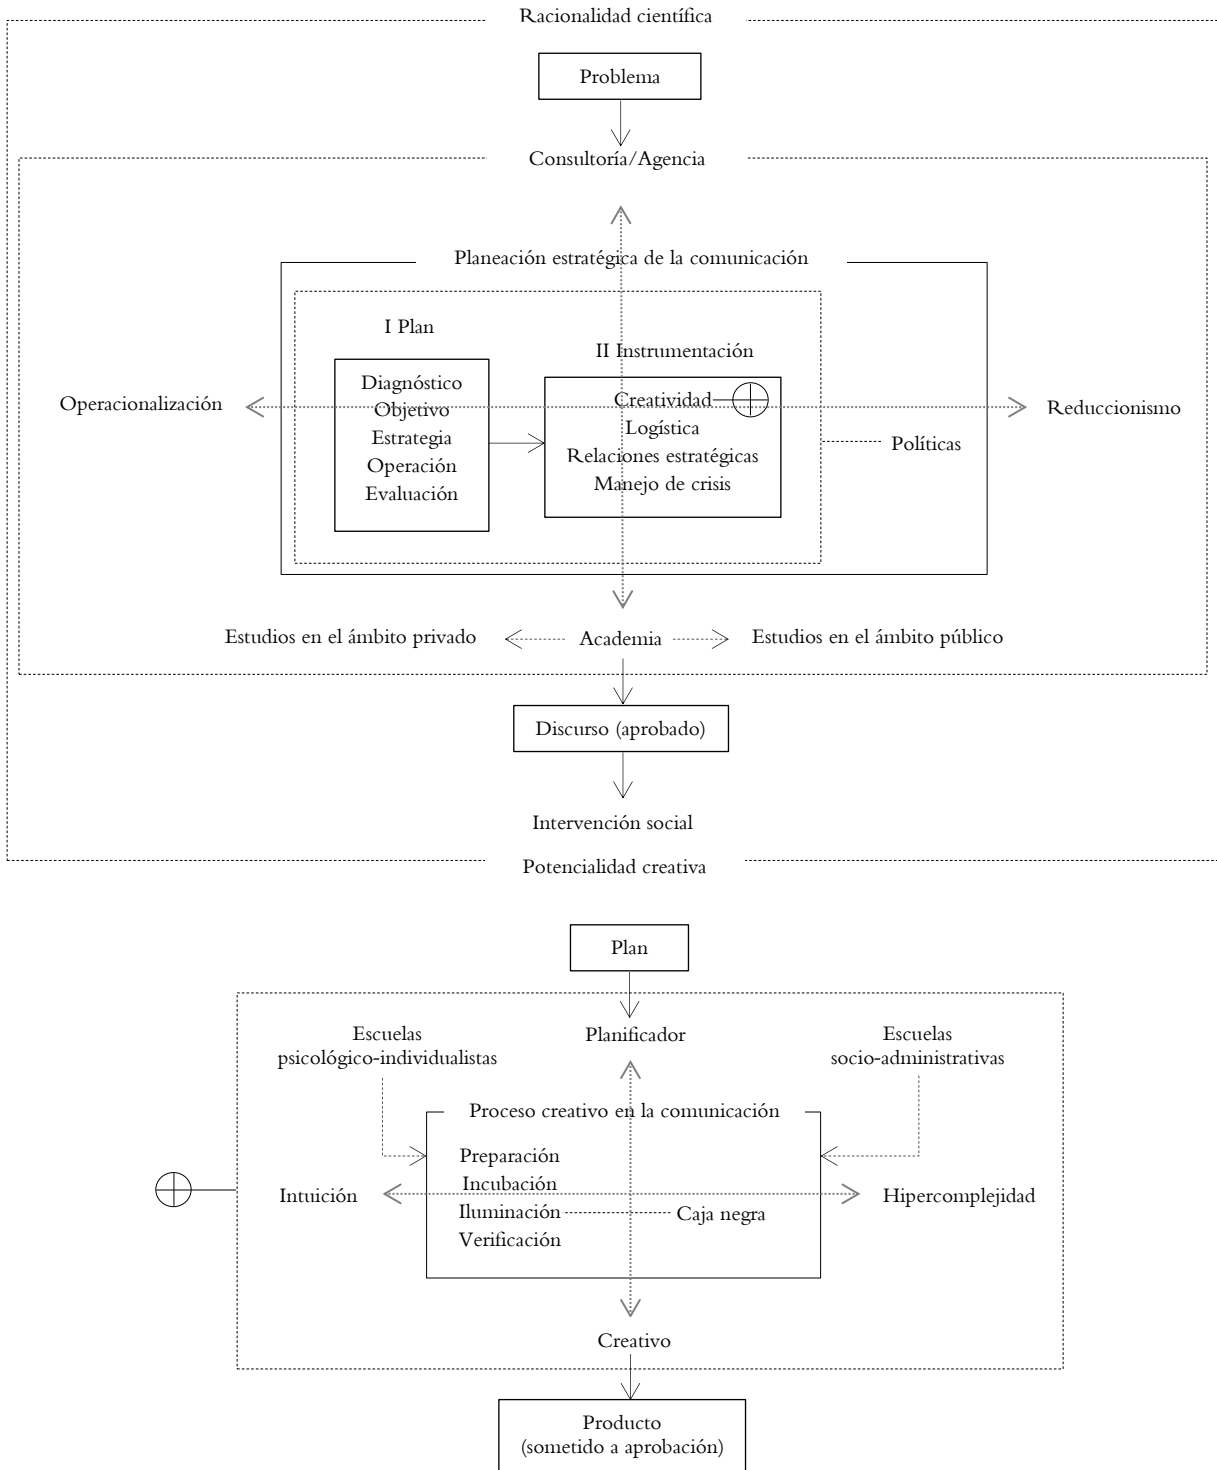 Racionalidad científica
Problema
Consultoría/Agencia
Planeación estratégica de la comunicación
I Plan
II Instrumentación
Diagnóstico
Objetivo
Estrategia
Operación
Evaluación
Creatividad
Logística
Relaciones estratégicas
Manejo de crisis
Operacionalización
Reduccionismo
Políticas
Estudios en el ámbito privado
Academia
Estudios en el ámbito público
Discurso (aprobado)
Intervención social
Potencialidad creativa
Plan
Escuelas
psicológico-individualistas
Planificador
Escuelas
socio-administrativas
Proceso creativo en la comunicación
Preparación
Incubación
Iluminación
Verificación
Caja negra
Intuición
Hipercomplejidad
Creativo
Producto
(sometido a aprobación)